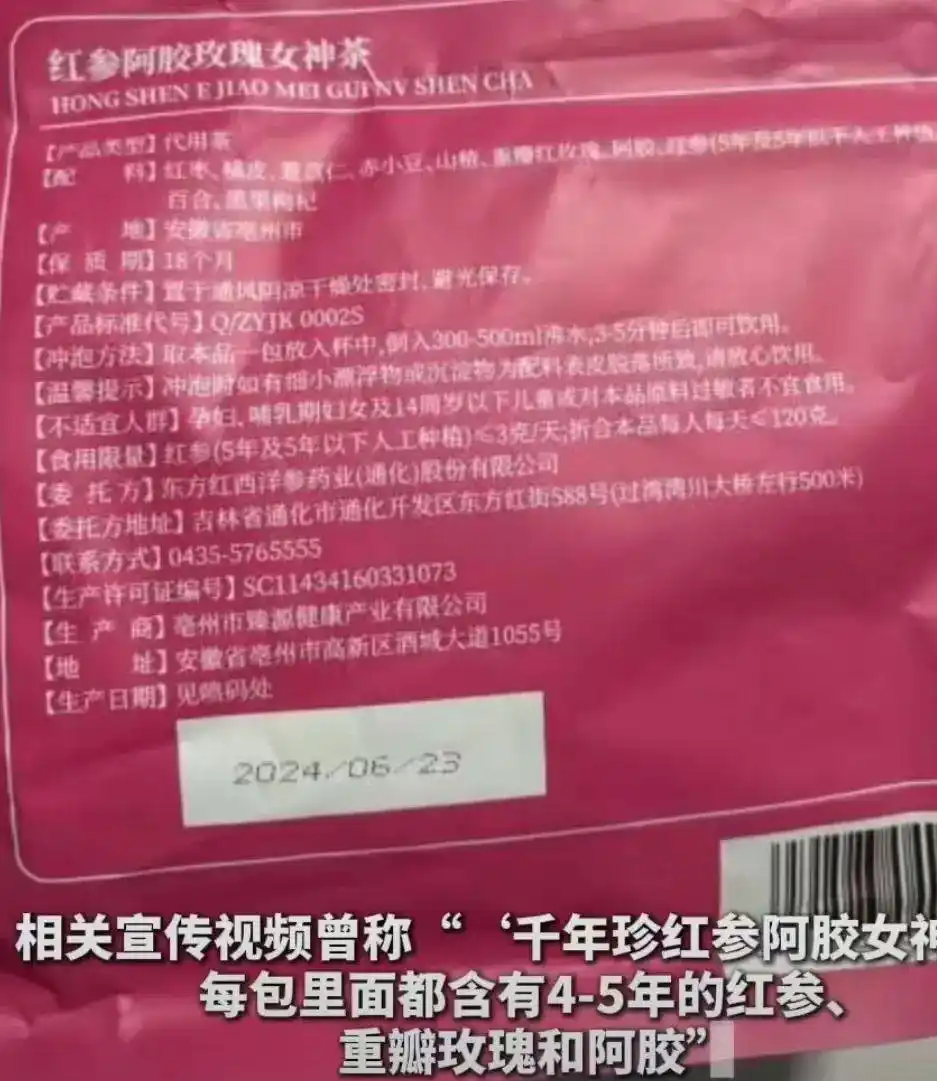 红参阿胶玫瑰女神茶
HONG SHEN E JIAO MEI GUI NV SHEN CHA
【产品类型】代用茶
【配 料】红枣、橘皮、薏苡仁、赤小豆、山楂、重瓣红玫瑰、阿胶、红参(5年及5年以下人工种植
百合、黑果枸杞
【产 地】安徽省亳州市
【保 质 期】18个月
【贮藏条件】置于通风阴凉干燥处密封、避光保存。
【产品标准代号】Q/ZYJK 0002S
【冲泡方法】取本品一包放入杯中,倒入300-500ml沸水,3-5分钟后即可饮用。
【温馨提示】冲泡时如有细小漂浮物或沉淀物为配料表皮脱落所致,请放心饮用。
【不适宜人群】孕妇、哺乳期妇女及14周岁以下儿童或对本品原料过敏者不宜食用。
【食用限量】红参(5年及5年以下人工种植)≤3克/天;折合本品每人每天≤120克。
【委 托 方】东方红西洋参药业(通化)股份有限公司
【委托方地址】吉林省通化市通化开发区东方红街588号(过湾湾川大桥左行500米)
【联系方式】0435-5765555
【生产许可证编号】SC11434160331073
【生 产 商】亳州市臻源健康产业有限公司
【地 址】安徽省亳州市高新区酒城大道1055号
【生产日期】见喷码处
2024/06/23
相关宣传视频曾称“‘千年珍红参阿胶女神
每包里面都含有4-5年的红参、
重瓣玫瑰和阿胶”